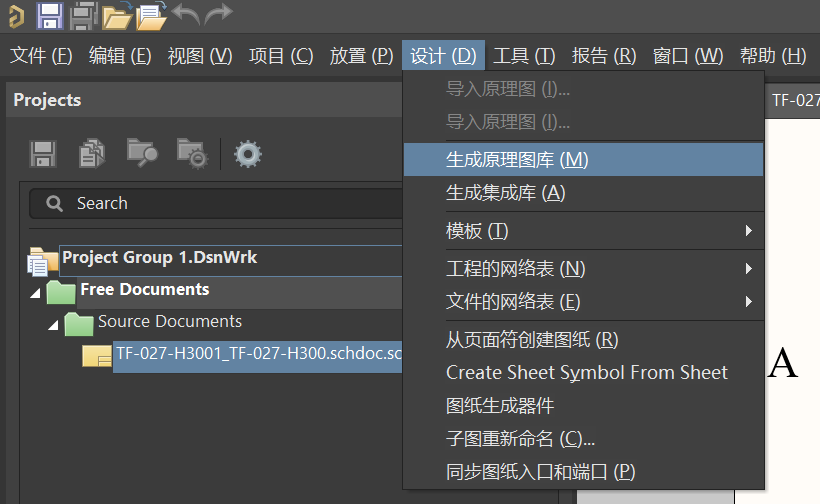 文件 (F) 编辑 (E) 视图 (V) 项目 (C) 放置 (P) 设计 (D) 工具 (T) 报告 (R) 窗口 (W) 帮助 (H)
Projects
TF-027
导入原理图 (I)...
导入原理图 (I)...
生成原理图库 (M)
生成集成库 (A)
模板 (T)
工程的网络表 (N)
文件的网络表 (E)
从页面符创建图纸 (R)
Create Sheet Symbol From Sheet
图纸生成器件
子图重新命名 (C)...
同步图纸入口和端口 (P)
Search
Project Group 1.DsnWrk
Free Documents
Source Documents
TF-027-H3001_TF-027-H300.schdoc.sc
A